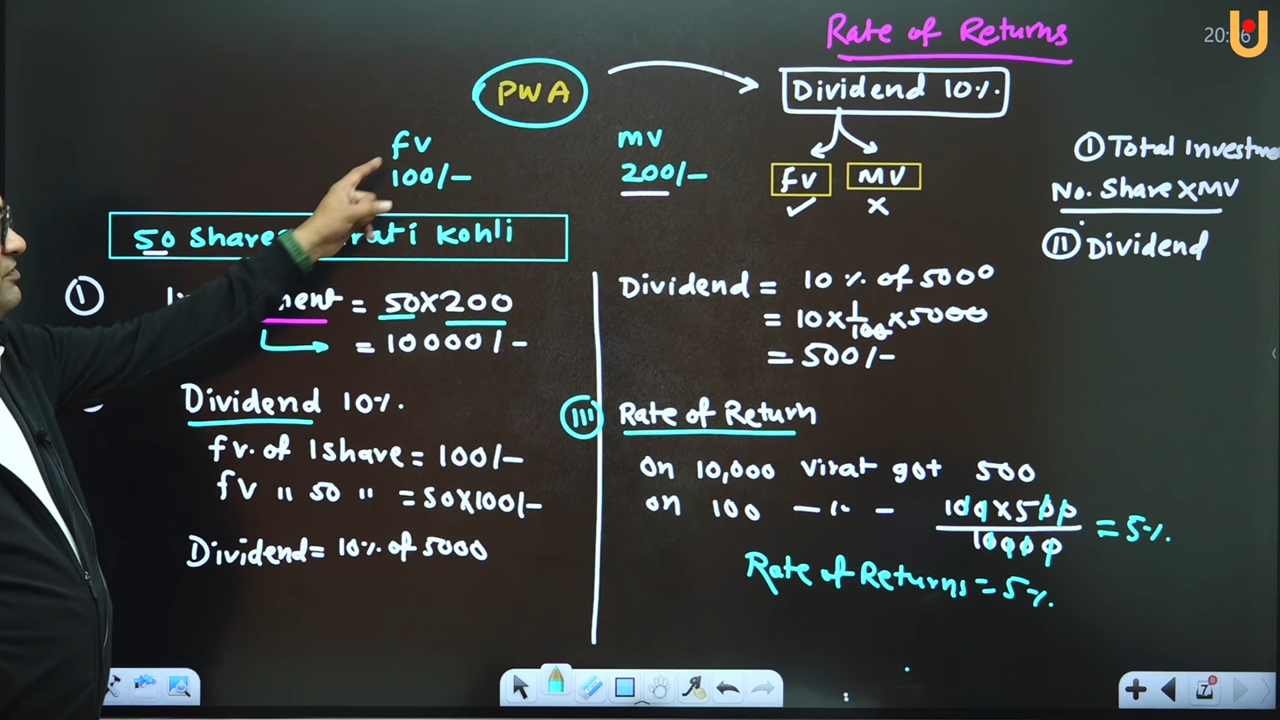 Rate of Returns
PWA
Dividend 10%.
FV
100/-
MV
200/-
FV MV
① Total Investme
No. Share X MV
② Dividend
50 Shares Kohli
①
= 50 X 200
= 10000/-
Dividend 10%.
fv. of 1 share = 100/-
fv " 50 " = 50 X 100/-
Dividend = 10% of 5000
Dividend = 10% of 5000
= 10 X 1/100 X 5000
= 500/-
III Rate of Return
On 10,000 Virat got 500
on 100 — " — 100 X 500 / 10000 = 5%.
Rate of Returns = 5%.